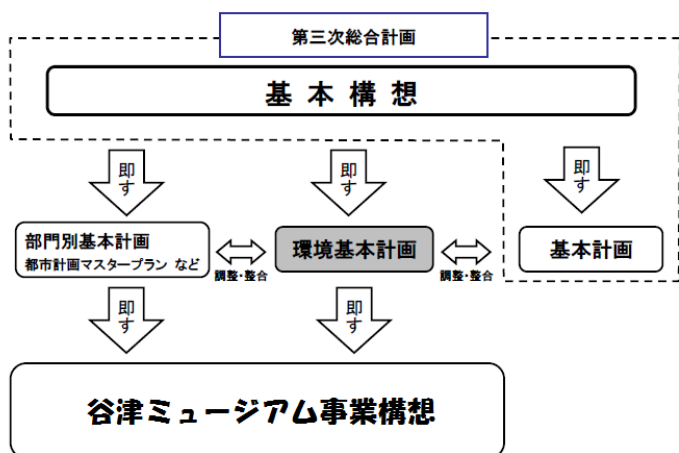 第三次総合計画
基本構想
即す
即す
即す
部門別基本計画
都市計画マスタープラン など
調整・整合
環境基本計画
調整・整合
基本計画
即す
即す
谷津ミュージアム事業構想